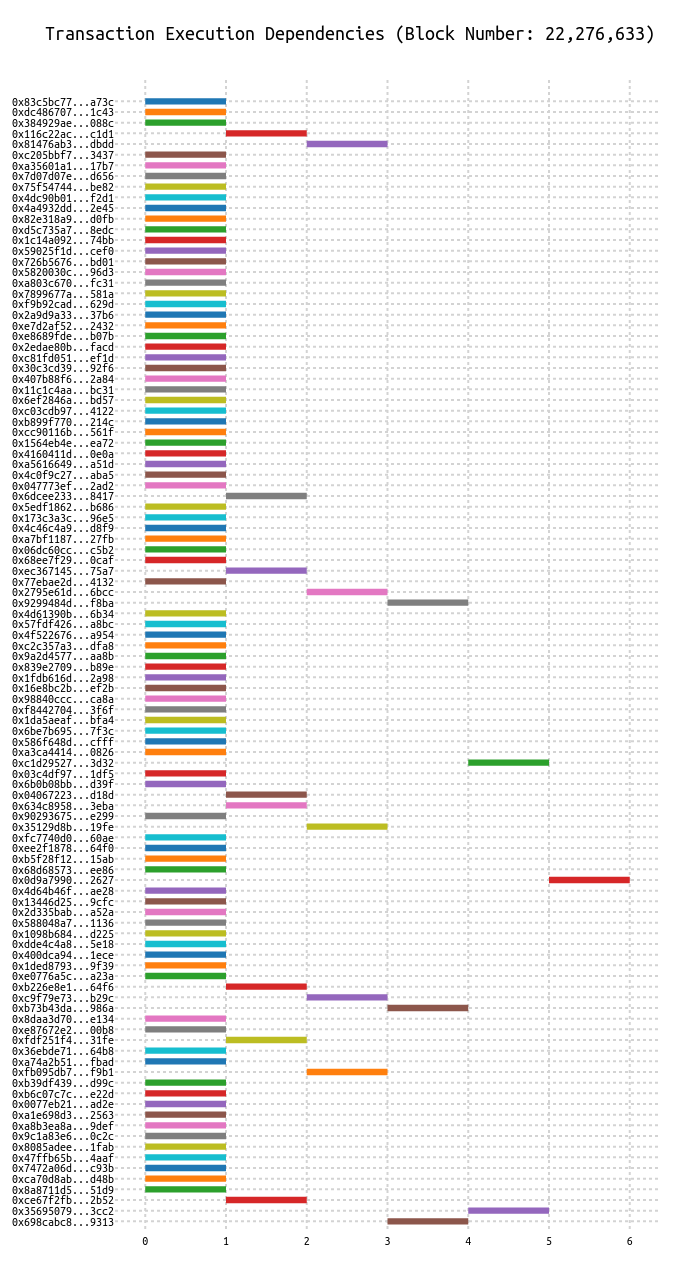 Transaction Execution Dependencies (Block Number: 22,276,633)
0x83c5bc77...a73c
0xdc486707...1c43
0x384929ae...088c
0x116c22ac...c1d1
0x81476ab3...dbdd
0xc205bbf7...3437
0xa35601a1...17b7
0x7d07d07e...d656
0x75f54744...be82
0x4dc90b01...f2d1
0x4a4932dd...2e45
0x82e318a9...d0fb
0xd5c735a7...8edc
0x1c14a092...74bb
0x59025f1d...cef0
0x726b5676...bd01
0x5820030c...96d3
0xa803c670...fc31
0x7899677a...581a
0xf9b92cad...629d
0x2a9d9a33...37b6
0xe7d2af52...2432
0xe8689fde...b07b
0x2edae80b...facd
0xc81fd051...ef1d
0x30c3cd39...92f6
0x407b88f6...2a84
0x11c1c4aa...bc31
0x6ef2846a...bd57
0xc03cdb97...4122
0xb899f770...214c
0xcc90116b...561f
0x1564eb4e...ea72
0x4160411d...0e0a
0xa5616649...a51d
0x4c0f9c27...aba5
0x047773ef...2ad2
0x6dcee233...8417
0x5edf1862...b686
0x173c3a3c...96e5
0x4c46c4a9...d8f9
0xa7bf1187...27fb
0x06dc60cc...c5b2
0x68ee7f29...0caf
0xec367145...75a7
0x77ebae2d...4132
0x2795e61d...6bcc
0x9299484d...f8ba
0x4d61390b...6b34
0x57fdf426...a8bc
0x4f522676...a954
0xc2c357a3...dfa8
0x9a2d4577...aa8b
0x839e2709...b89e
0x1fdb616d...2a98
0x16e8bc2b...ef2b
0x98840ccc...ca8a
0xf8442704...3f6f
0x1da5aeaf...bfa4
0x6be7b695...7f3c
0x586f648d...cfff
0xa3ca4414...0826
0xc1d29527...3d32
0x03c4df97...1df5
0x6b0b08bb...d39f
0x04067223...d18d
0x634c8958...3eba
0x90293675...e299
0x35129d8b...19fe
0xfc7740d0...60ae
0xee2f1878...64f0
0xb5f28f12...15ab
0x68d68573...ee86
0x0d9a7990...2627
0x4d64b46f...ae28
0x13446d25...9cfc
0x2d335bab...a52a
0x588048a7...1136
0x1098b684...d225
0xdde4c4a8...5e18
0x400dca94...1ece
0x1ded8793...9f39
0xe0776a5c...a23a
0xb226e8e1...64f6
0xc9f79e73...b29c
0xb73b43da...986a
0x8daa3d70...e134
0xe87672e2...00b8
0xfdf251f4...31fe
0x36ebde71...64b8
0xa74a2b51...fbad
0xfb095db7...f9b1
0xb39df439...d99c
0xb6c07c7c...e22d
0x0077eb21...ad2e
0xa1e698d3...2563
0xa8b3ea8a...9def
0x9c1a83e6...0c2c
0x8085adee...1fab
0x47ffb65b...4aaf
0x7472a06d...c93b
0xca70d8ab...d48b
0x8a8711d5...51d9
0xce67f2fb...2b52
0x35695079...3cc2
0x698cabc8...9313
0 1 2 3 4 5 6